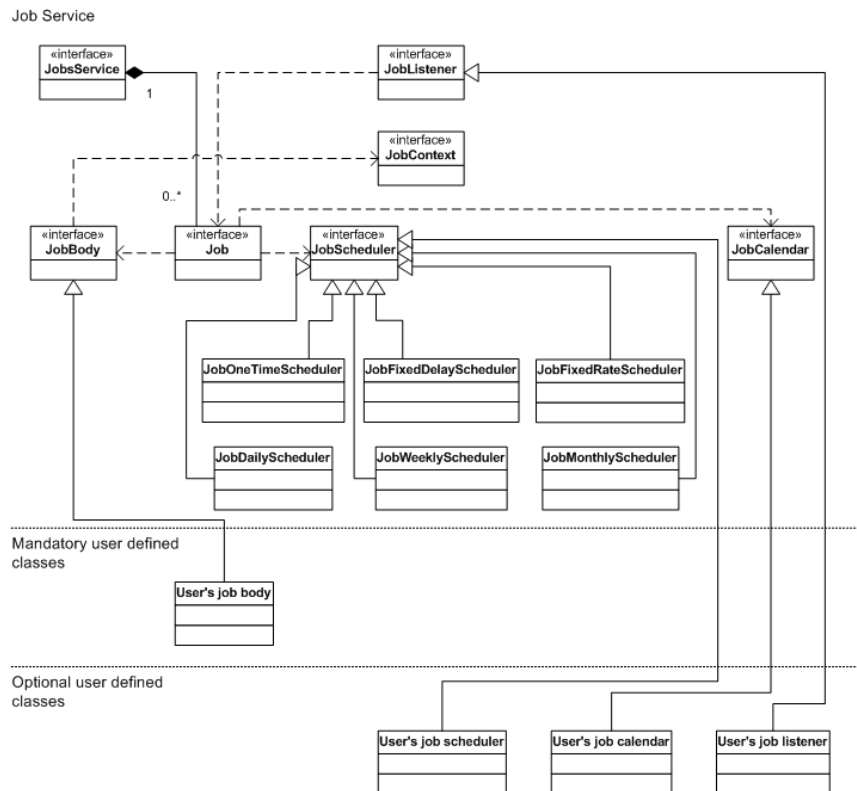 Job Service
«interface»
JobsService
1
«interface»
JobListener
«interface»
JobContext
0..*
«interface»
JobBody
«interface»
Job
«interface»
JobScheduler
«interface»
JobCalendar
JobOneTimeScheduler
JobFixedDelayScheduler
JobFixedRateScheduler
JobDailyScheduler
JobWeeklyScheduler
JobMonthlyScheduler
Mandatory user defined
classes
User's job body
Optional user defined
classes
User's job scheduler
User's job calendar
User's job listener